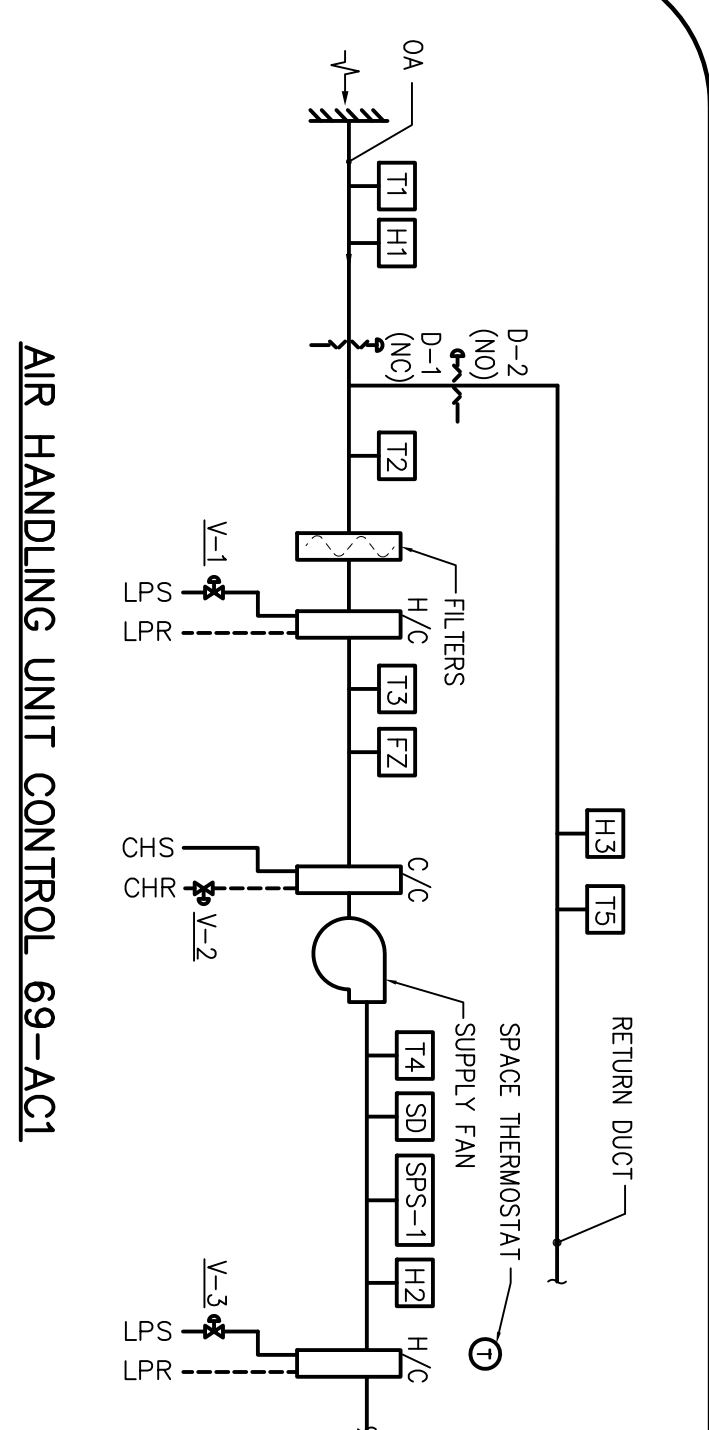 OA
T1
H1
D-2
(NO)
D-1
(NC)
T2
FILTERS
H/C
V-1
LPS
LPR
T3
FZ
H3
T5
RETURN DUCT
C/C
CHS
CHR
V-2
SUPPLY FAN
SPACE THERMOSTAT
T
T4
SD
SPS-1
H2
H/C
V-3
LPS
LPR
AIR HANDLING UNIT CONTROL 69-AC1